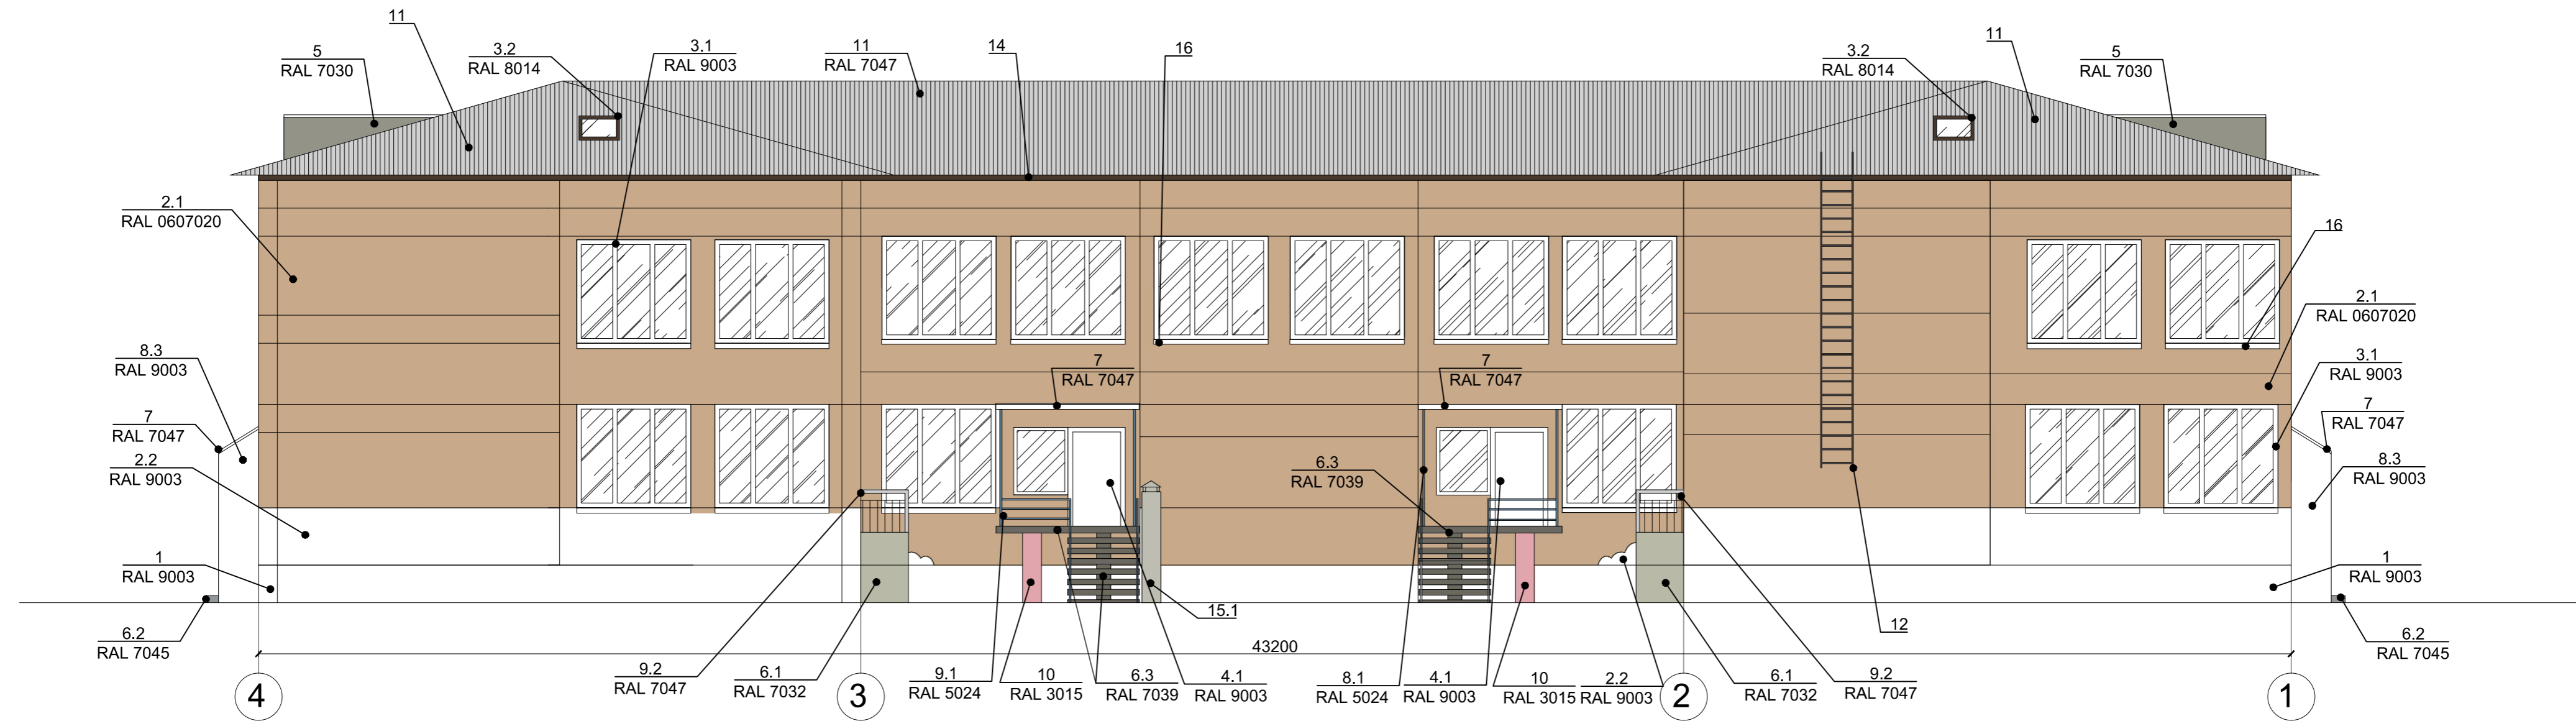 11
5
RAL 7030
3.2
RAL 8014
3.1
RAL 9003
11
RAL 7047
14
16
3.2
RAL 8014
11
5
RAL 7030
2.1
RAL 0607020
16
2.1
RAL 0607020
8.3
RAL 9003
7
RAL 7047
7
RAL 7047
3.1
RAL 9003
7
RAL 7047
7
RAL 7047
2.2
RAL 9003
6.3
RAL 7039
8.3
RAL 9003
1
RAL 9003
1
RAL 9003
15.1
12
6.2
RAL 7045
6.2
RAL 7045
43200
9.2
RAL 7047
6.1
RAL 7032
9.1
RAL 5024
10
RAL 3015
6.3
RAL 7039
4.1
RAL 9003
8.1
RAL 5024
4.1
RAL 9003
10
RAL 3015
2.2
RAL 9003
6.1
RAL 7032
9.2
RAL 7047
4
3
2
1